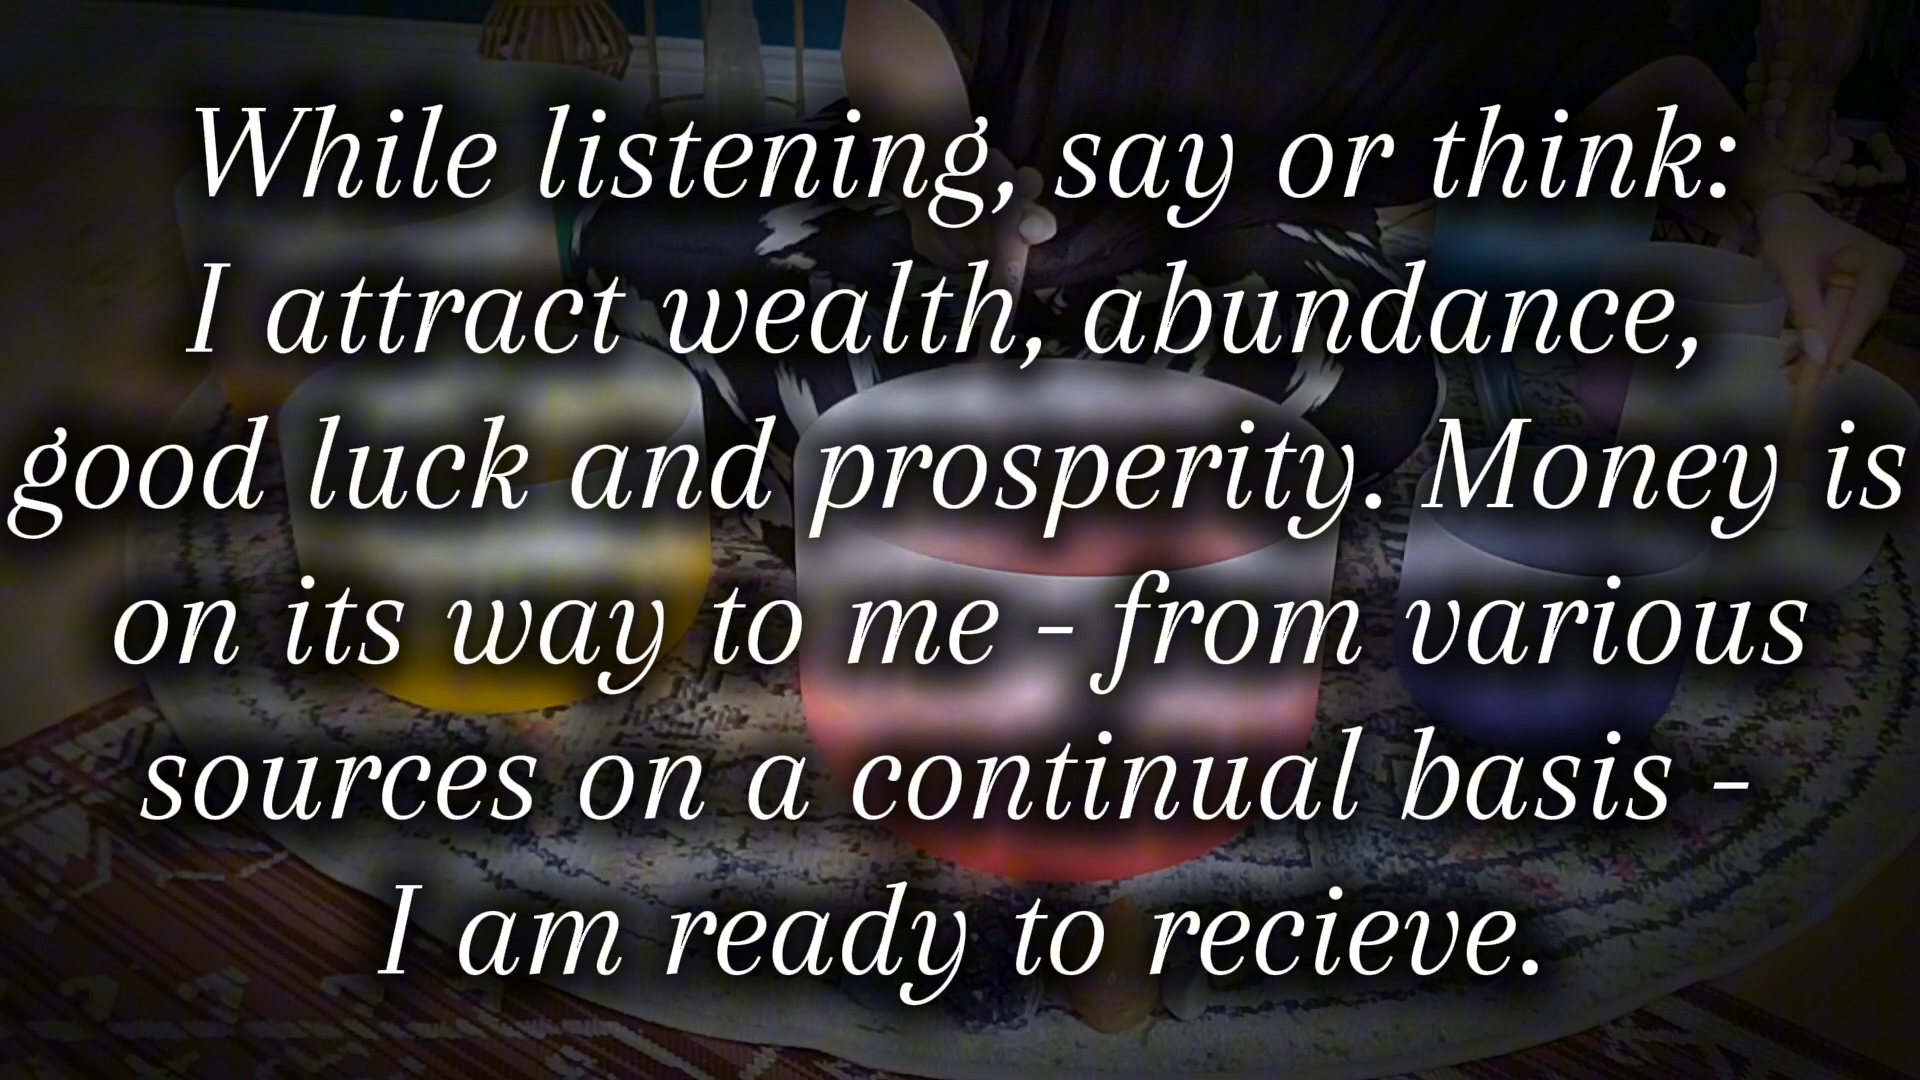 While listening, say or think:
I attract wealth, abundance,
good luck and prosperity. Money is
on its way to me - from various
sources on a continual basis -
I am ready to recieve.